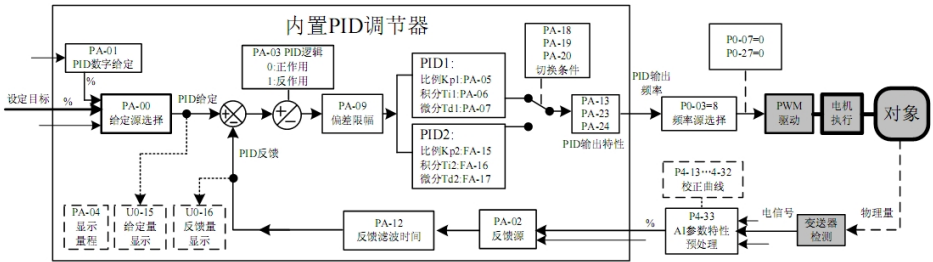 内置PID调节器
PA-01
PID数字给定
%
设定目标
%
PA-00
给定源选择
PID给定
PA-03 PID逻辑
0:正作用
1:反作用
PA-09
偏差限幅
PID1:
比例Kp1:PA-05
积分Ti1:PA-06
微分Td1:PA-07
PID2:
比例Kp2:FA-15
积分Ti2:FA-16
微分Td2:FA-17
PA-18
PA-19
PA-20
切换条件
PA-13
PA-23
PA-24
PID输出特性
PID输出
频率
P0-07=0
P0-27=0
P0-03=8
频率源选择
PWM
驱动
电机
执行
对象
PID反馈
PA-04
显示
量程
U0-15
给定量
显示
U0-16
反馈量
显示
PA-12
反馈滤波时间
PA-02
反馈源
%
P4-13…4-32
校正曲线
P4-33
AI参数特性
预处理
电信号
变送器
检测
物理量